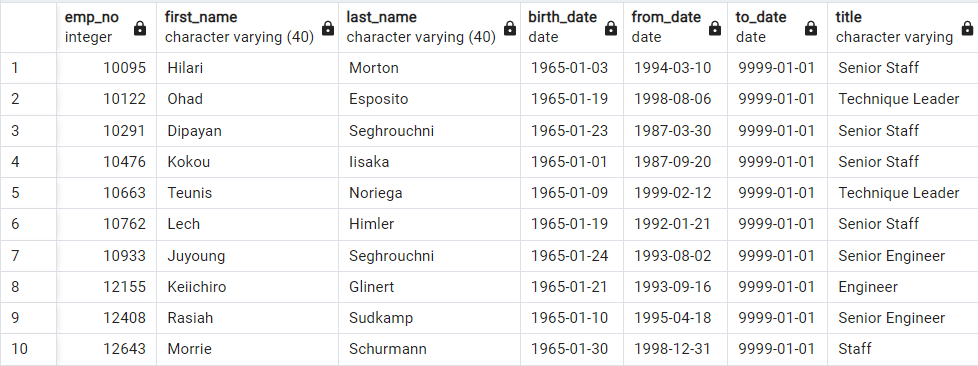 emp_no first_name last_name birth_date from_date to_date title
integer character varying (40) character varying (40) date date date character varying
1 10095 Hilari Morton 1965-01-03 1994-03-10 9999-01-01 Senior Staff
2 10122 Ohad Esposito 1965-01-19 1998-08-06 9999-01-01 Technique Leader
3 10291 Dipayan Seghrouchni 1965-01-23 1987-03-30 9999-01-01 Senior Staff
4 10476 Kokou Iisaka 1965-01-01 1987-09-20 9999-01-01 Senior Staff
5 10663 Teunis Noriega 1965-01-09 1999-02-12 9999-01-01 Technique Leader
6 10762 Lech Himler 1965-01-19 1992-01-21 9999-01-01 Senior Staff
7 10933 Juyoung Seghrouchni 1965-01-24 1993-08-02 9999-01-01 Senior Engineer
8 12155 Keiichiro Glinert 1965-01-21 1993-09-16 9999-01-01 Engineer
9 12408 Rasiah Sudkamp 1965-01-10 1995-04-18 9999-01-01 Senior Engineer
10 12643 Morrie Schurmann 1965-01-30 1998-12-31 9999-01-01 Staff